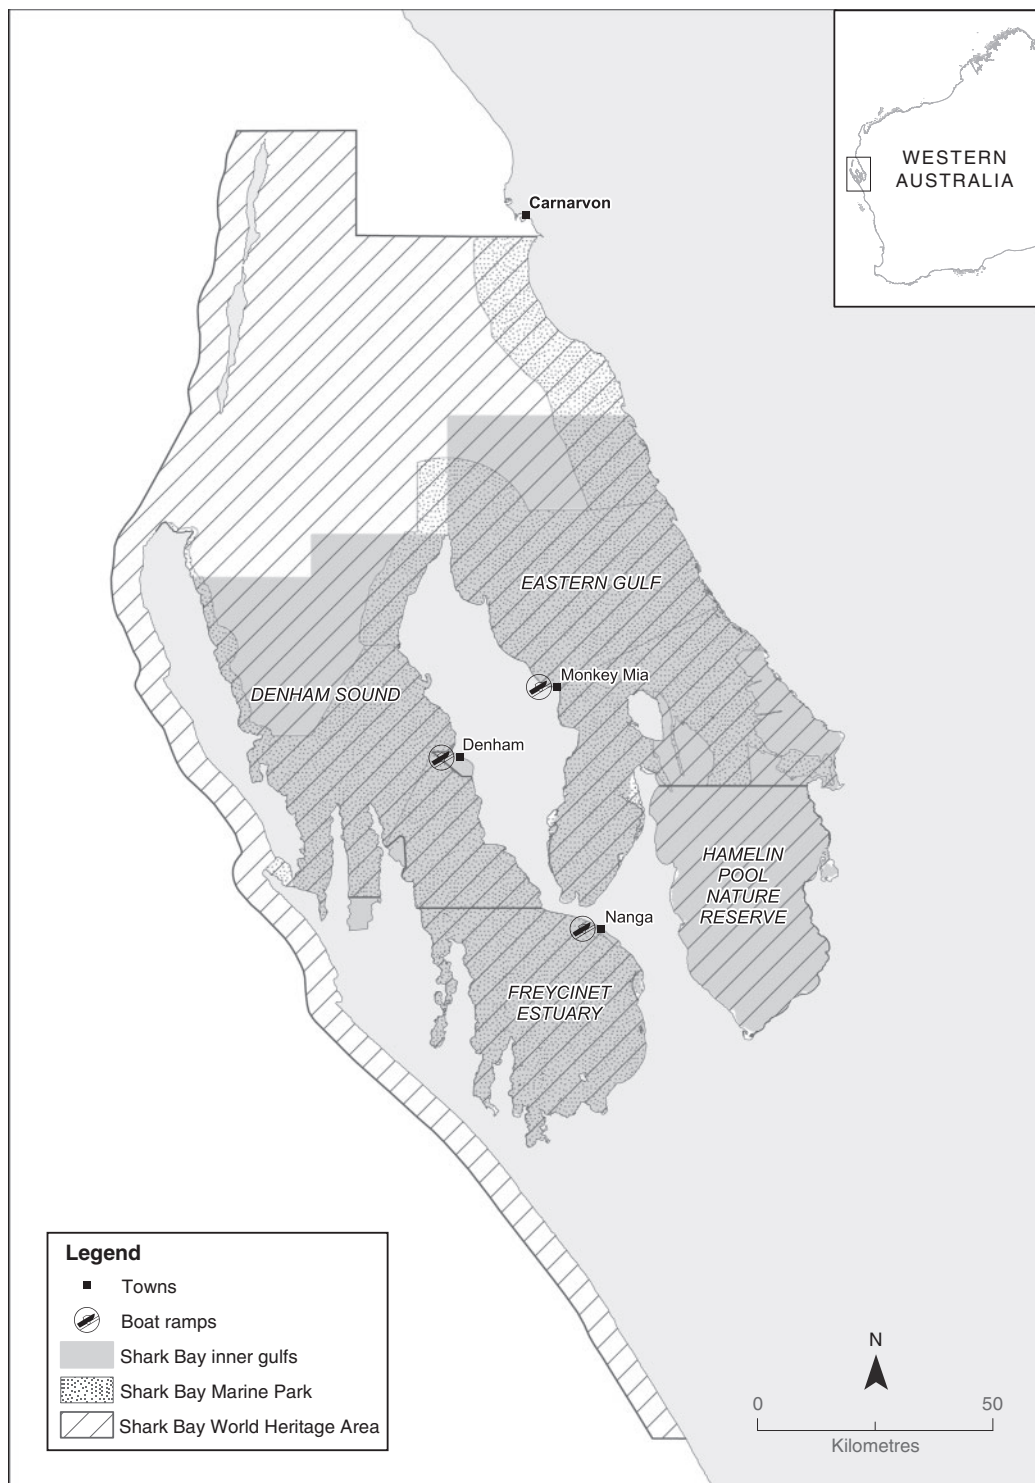 WESTERN
AUSTRALIA
Carnarvon
EASTERN GULF
Monkey Mia
DENHAM SOUND
Denham
HAMELIN
POOL
NATURE
RESERVE
Nanga
FREYCINET
ESTUARY
Legend
Towns
Boat ramps
Shark Bay inner gulfs
Shark Bay Marine Park
Shark Bay World Heritage Area
N
0 50
Kilometres